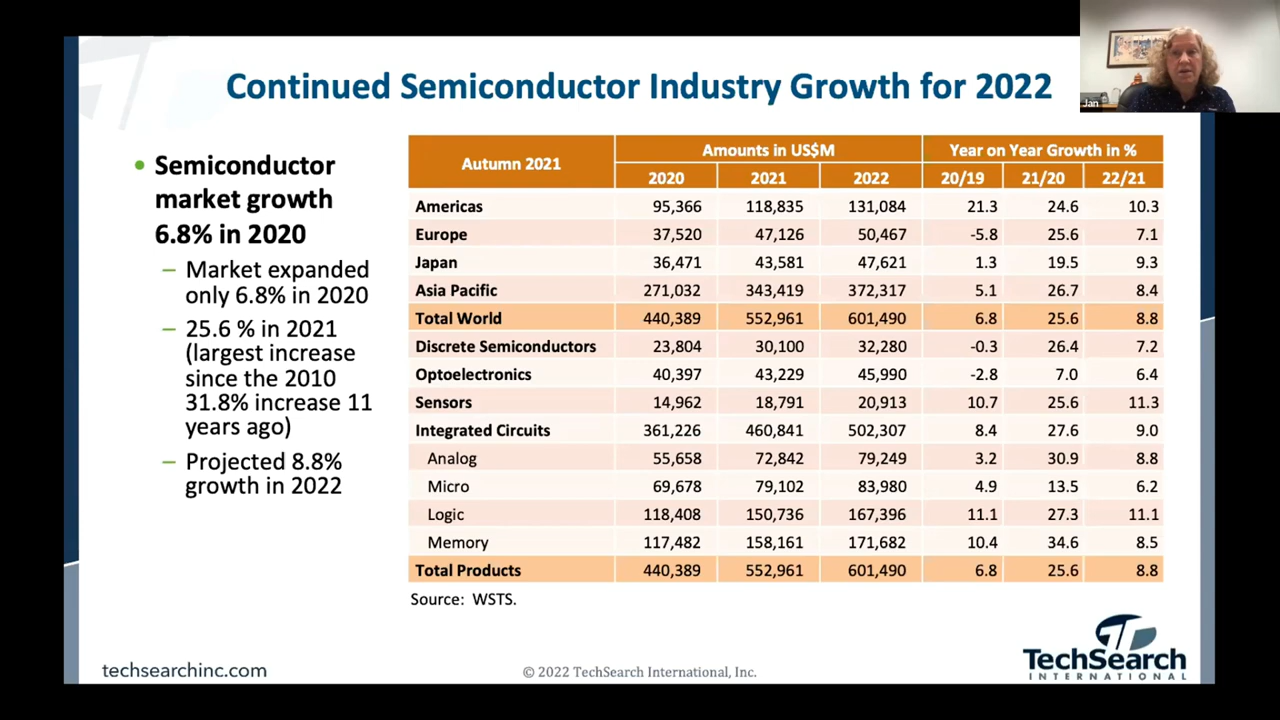 Continued Semiconductor Industry Growth for 2022
Jan
• Semiconductor
market growth
6.8% in 2020
– Market expanded
only 6.8% in 2020
– 25.6 % in 2021
(largest increase
since the 2010
31.8% increase 11
years ago)
– Projected 8.8%
growth in 2022
Autumn 2021 Amounts in US$M Year on Year Growth in %
2020 2021 2022 20/19 21/20 22/21
Americas 95,366 118,835 131,084 21.3 24.6 10.3
Europe 37,520 47,126 50,467 -5.8 25.6 7.1
Japan 36,471 43,581 47,621 1.3 19.5 9.3
Asia Pacific 271,032 343,419 372,317 5.1 26.7 8.4
Total World 440,389 552,961 601,490 6.8 25.6 8.8
Discrete Semiconductors 23,804 30,100 32,280 -0.3 26.4 7.2
Optoelectronics 40,397 43,229 45,990 -2.8 7.0 6.4
Sensors 14,962 18,791 20,913 10.7 25.6 11.3
Integrated Circuits 361,226 460,841 502,307 8.4 27.6 9.0
Analog 55,658 72,842 79,249 3.2 30.9 8.8
Micro 69,678 79,102 83,980 4.9 13.5 6.2
Logic 118,408 150,736 167,396 11.1 27.3 11.1
Memory 117,482 158,161 171,682 10.4 34.6 8.5
Total Products 440,389 552,961 601,490 6.8 25.6 8.8
Source: WSTS.
techsearchinc.com
© 2022 TechSearch International, Inc.
TechSearch
INTERNATIONAL